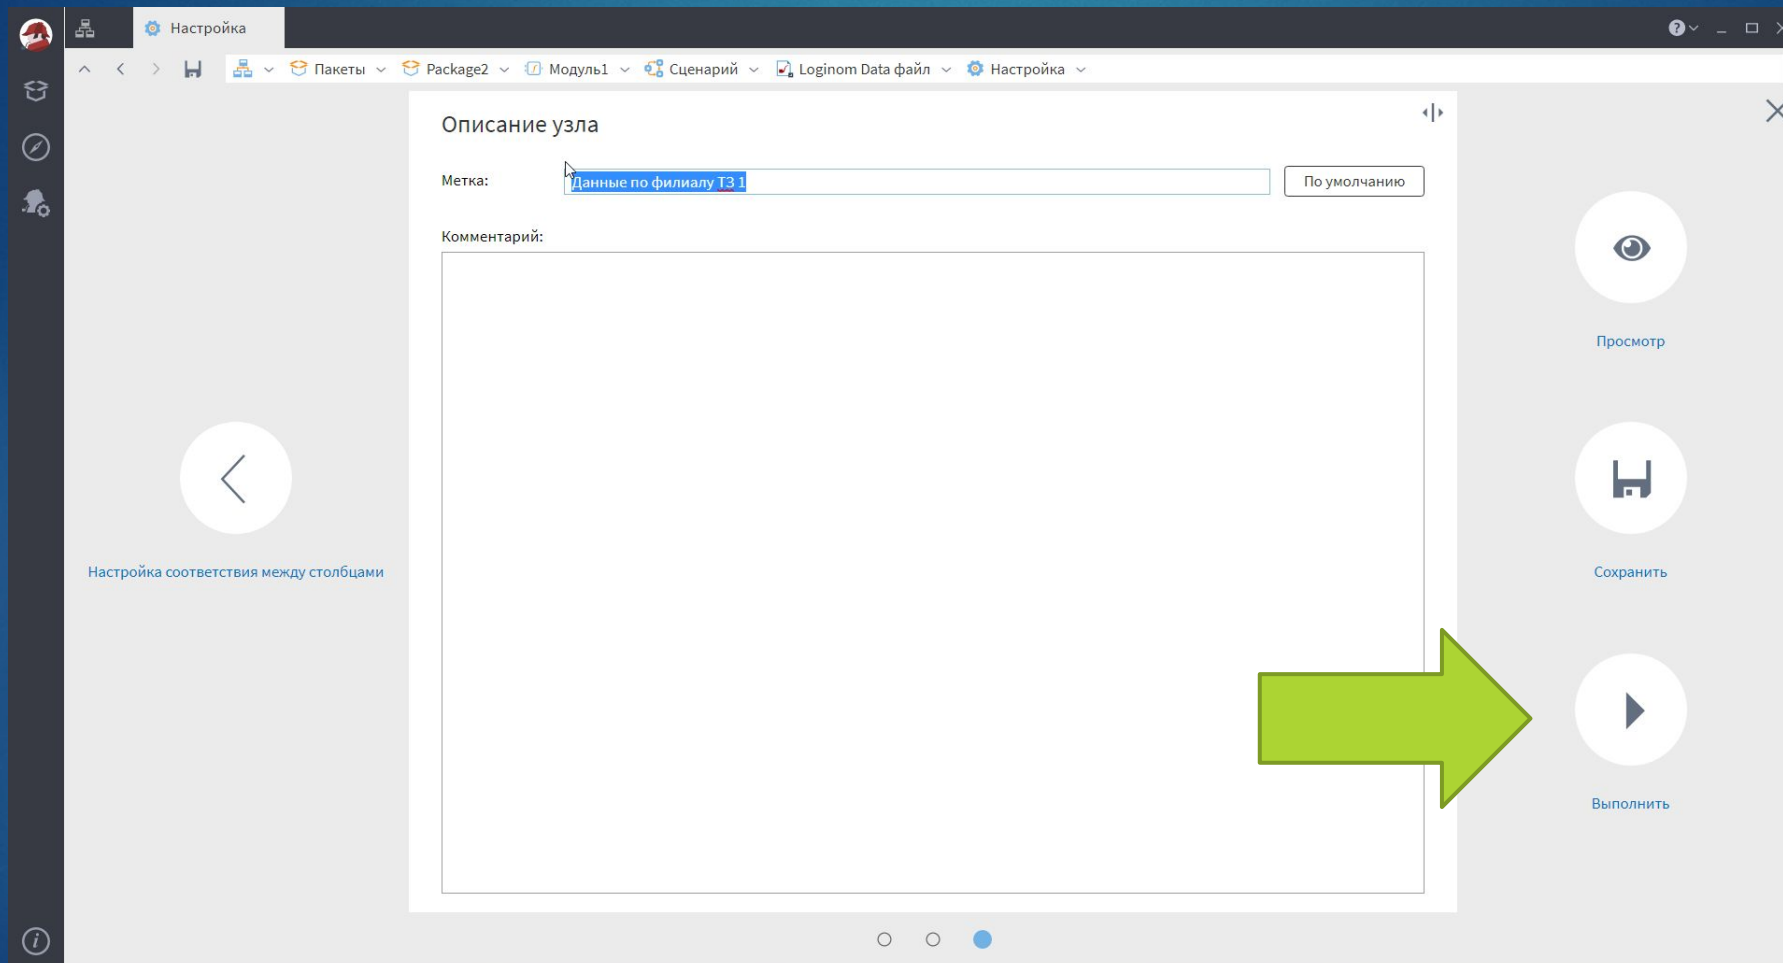 Настройка
Пакеты Package2 Модуль1 Сценарий Loginom Data файл Настройка
Описание узла
Метка: Данные по филиалу ТЗ 1 По умолчанию
Комментарий:
Просмотр
Настройка соответствия между столбцами
Сохранить
Выполнить